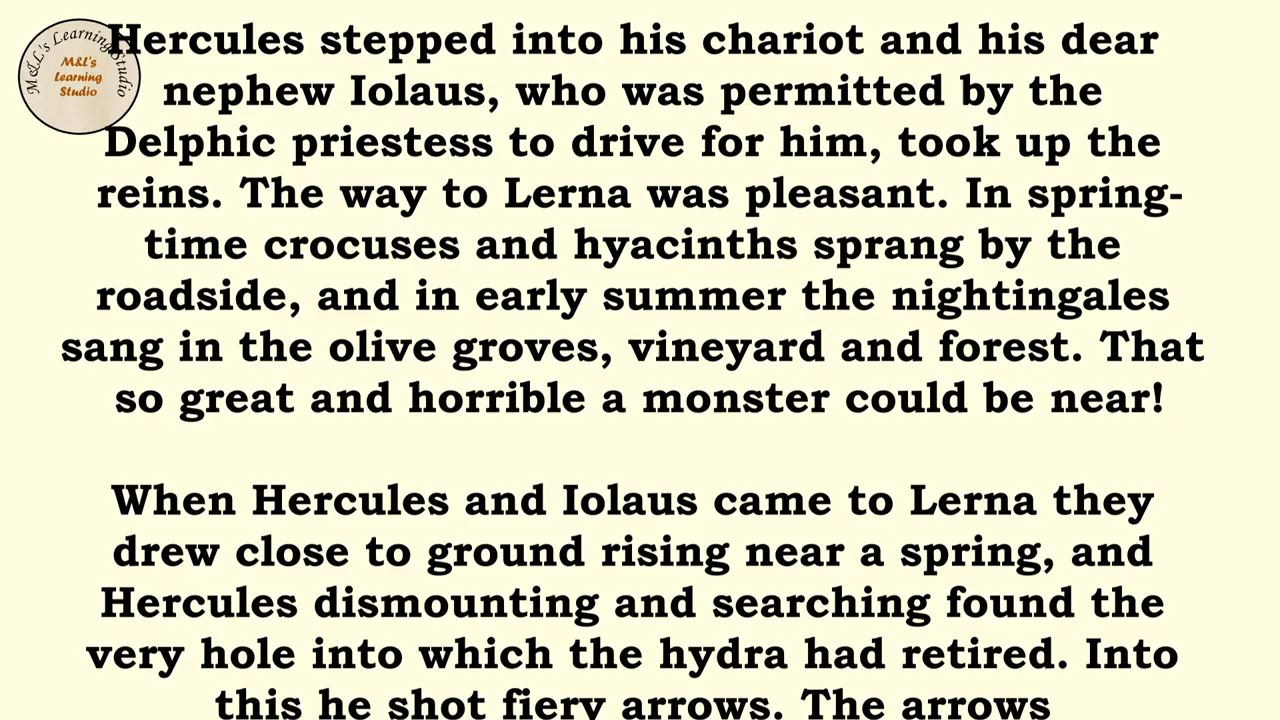 M&L's Learning Studio
M&L's
Learning
Studio
Hercules stepped into his chariot and his dear
nephew Iolaus, who was permitted by the
Delphic priestess to drive for him, took up the
reins. The way to Lerna was pleasant. In spring-
time crocuses and hyacinths sprang by the
roadside, and in early summer the nightingales
sang in the olive groves, vineyard and forest. That
so great and horrible a monster could be near!
When Hercules and Iolaus came to Lerna they
drew close to ground rising near a spring, and
Hercules dismounting and searching found the
very hole into which the hydra had retired. Into
this he shot fiery arrows. The arrows